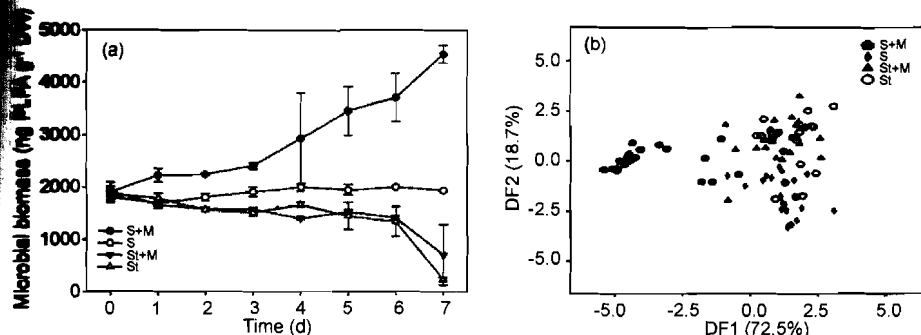 (a)
Microbial biomass (ng PLFA g⁻¹ DW)
5000
4000
3000
2000
1000
0
S+M
S
St+M
St
0 1 2 3 4 5 6 7
Time (d)
(b)
S+M
S
St+M
St
DF2 (18.7%)
5.0
2.5
0.0
-2.5
-5.0
-5.0 -2.5 0.0 2.5 5.0
DF1 (72.5%)